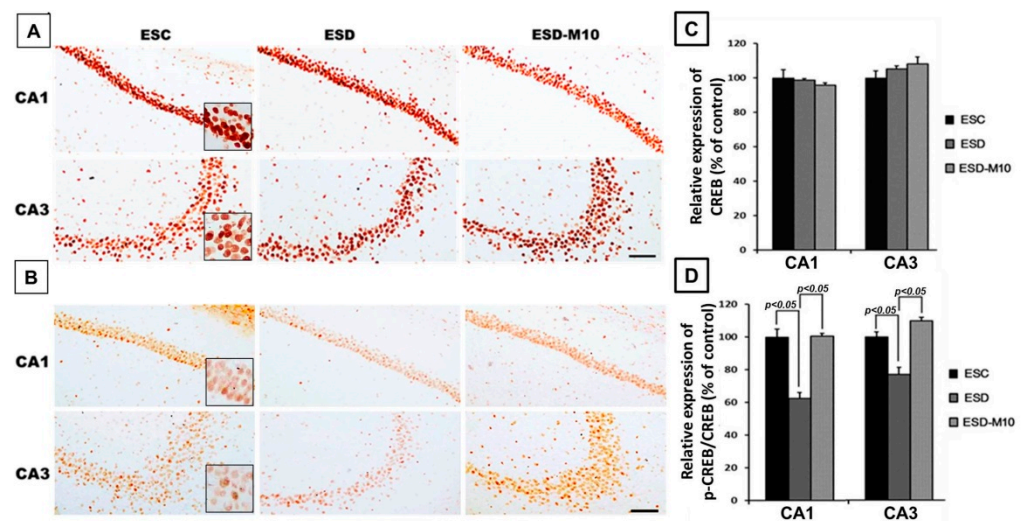 A
ESC ESD ESD-M10
CA1
CA3
B
CA1
CA3
C
Relative expression of
CREB (% of control)
120
100
80
60
40
20
0
CA1 CA3
ESC
ESD
ESD-M10
D
Relative expression of
p-CREB/CREB (% of control)
120
100
80
60
40
20
0
p<0.05 p<0.05 p<0.05 p<0.05
CA1 CA3
ESC
ESD
ESD-M10